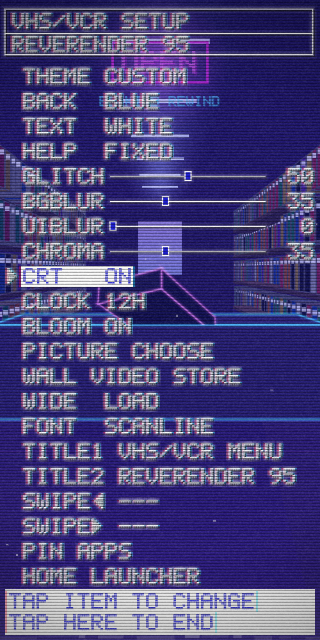 VHS/VCR SETUP
REVERENDER 95
OPEN
THEME CUSTOM
BACK BLUE
REWIND
TEXT WHITE
HELP FIXED
GLITCH 50
BGBLUR 35
UIBLUR 0
CHROMA 35
CRT ON
CLOCK 12H
BLOOM ON
PICTURE CHOOSE
WALL VIDEO STORE
WIDE LOAD
FONT SCANLINE
TITLE1 VHS/VCR MENU
TITLE2 REVERENDER 95
SWIPE◀ ---
SWIPE▶ ---
PIN APPS
HOME LAUNCHER
TAP ITEM TO CHANGE
TAP HERE TO END